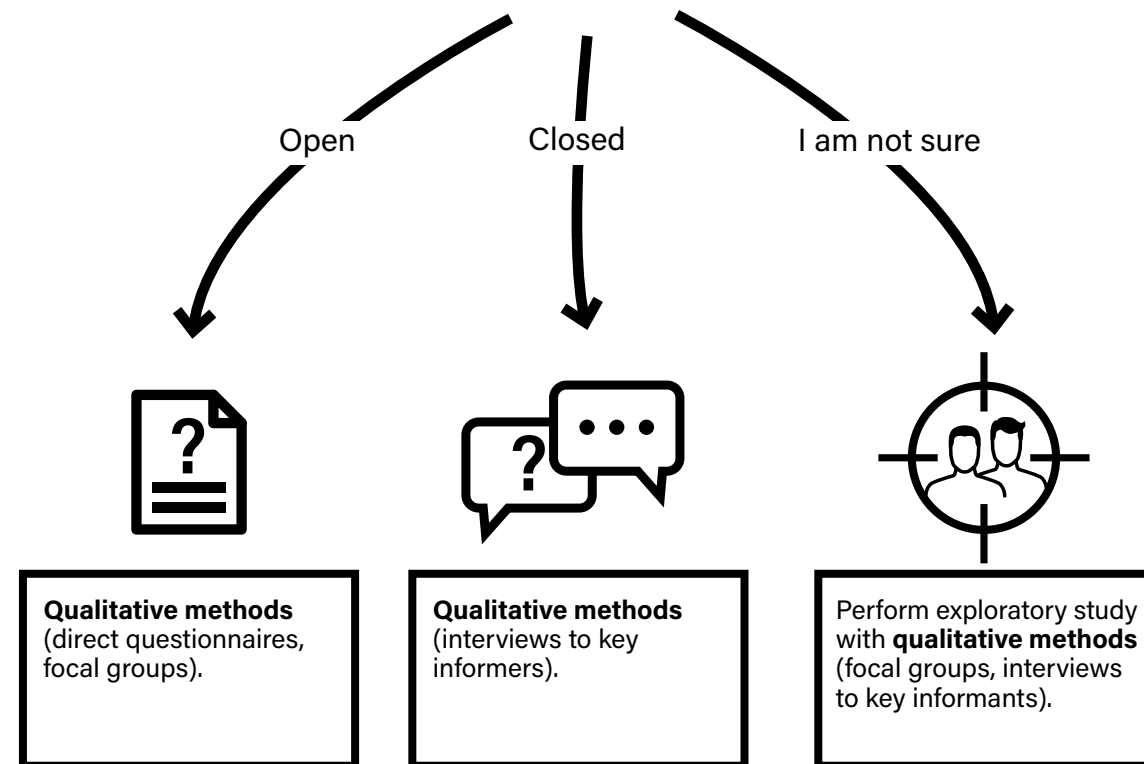 Open
Closed
I am not sure
?
?
Qualitative methods
(direct questionnaires,
focal groups).
Qualitative methods
(interviews to key
informers).
Perform exploratory study
with qualitative methods
(focal groups, interviews
to key informants).